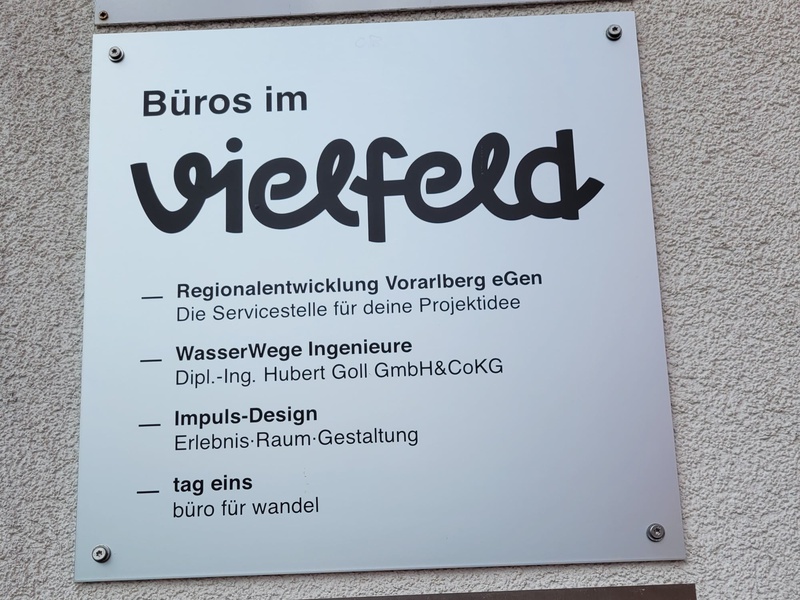 Büros im
vielfeld
— Regionalentwicklung Vorarlberg eGen
Die Servicestelle für deine Projektidee
— WasserWege Ingenieure
Dipl.-Ing. Hubert Goll GmbH&CoKG
— Impuls-Design
Erlebnis·Raum·Gestaltung
— tag eins
büro für wandel